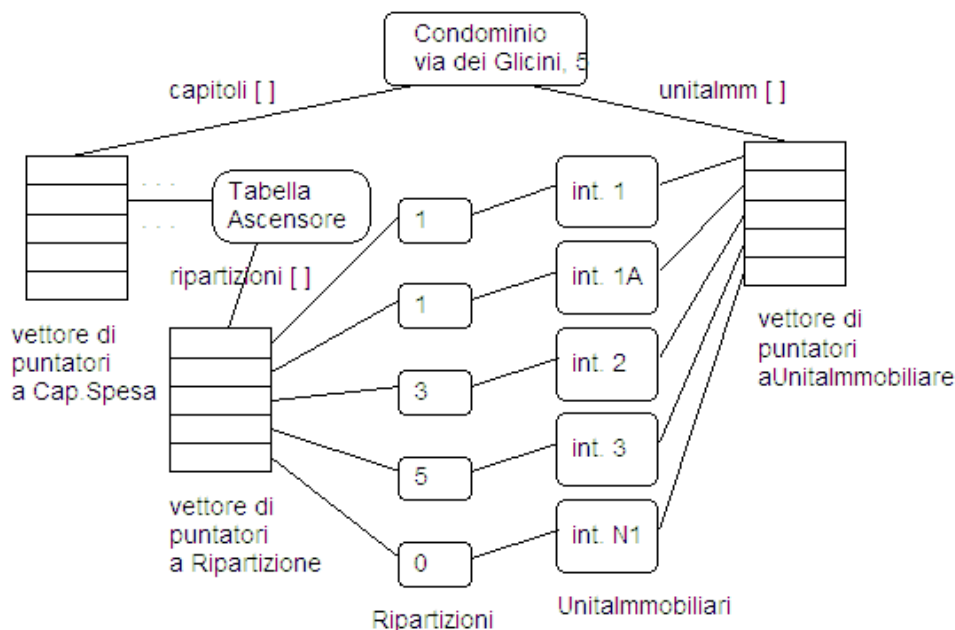 Condominio
via dei Glicini, 5
capitoli [ ]
unitaImm [ ]
Tabella
Ascensore
ripartizioni [ ]
1
1
3
5
0
int. 1
int. 1A
int. 2
int. 3
int. N1
vettore di
puntatori
a Cap.Spesa
vettore di
puntatori
aUnitaImmobiliare
vettore di
puntatori
a Ripartizione
Ripartizioni
UnitaImmobiliari